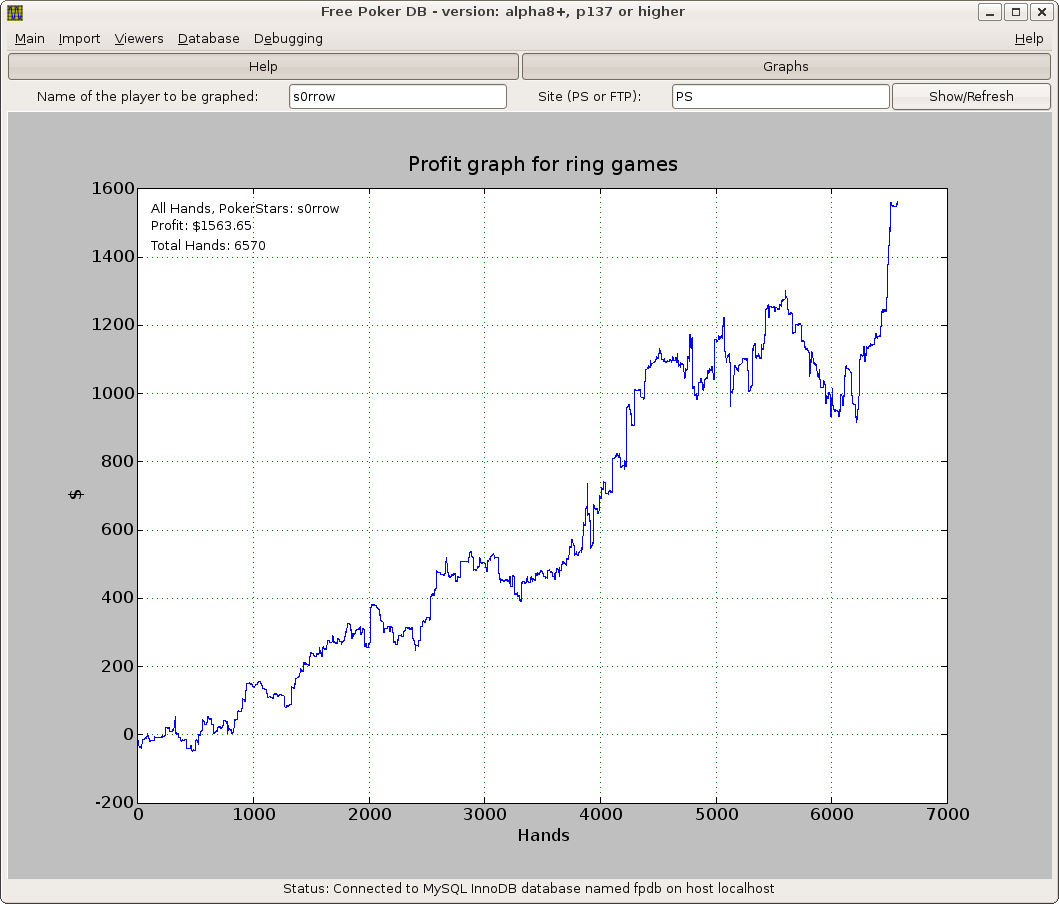 Free Poker DB - version: alpha8+, p137 or higher
Main Import Viewers Database Debugging Help
Help Graphs
Name of the player to be graphed: s0rrow Site (PS or FTP): PS Show/Refresh
Profit graph for ring games
All Hands, PokerStars: s0rrow
Profit: $1563.65
Total Hands: 6570
1600
1400
1200
1000
800
600
400
200
0
-200
$
0 1000 2000 3000 4000 5000 6000 7000
Hands
Status: Connected to MySQL InnoDB database named fpdb on host localhost